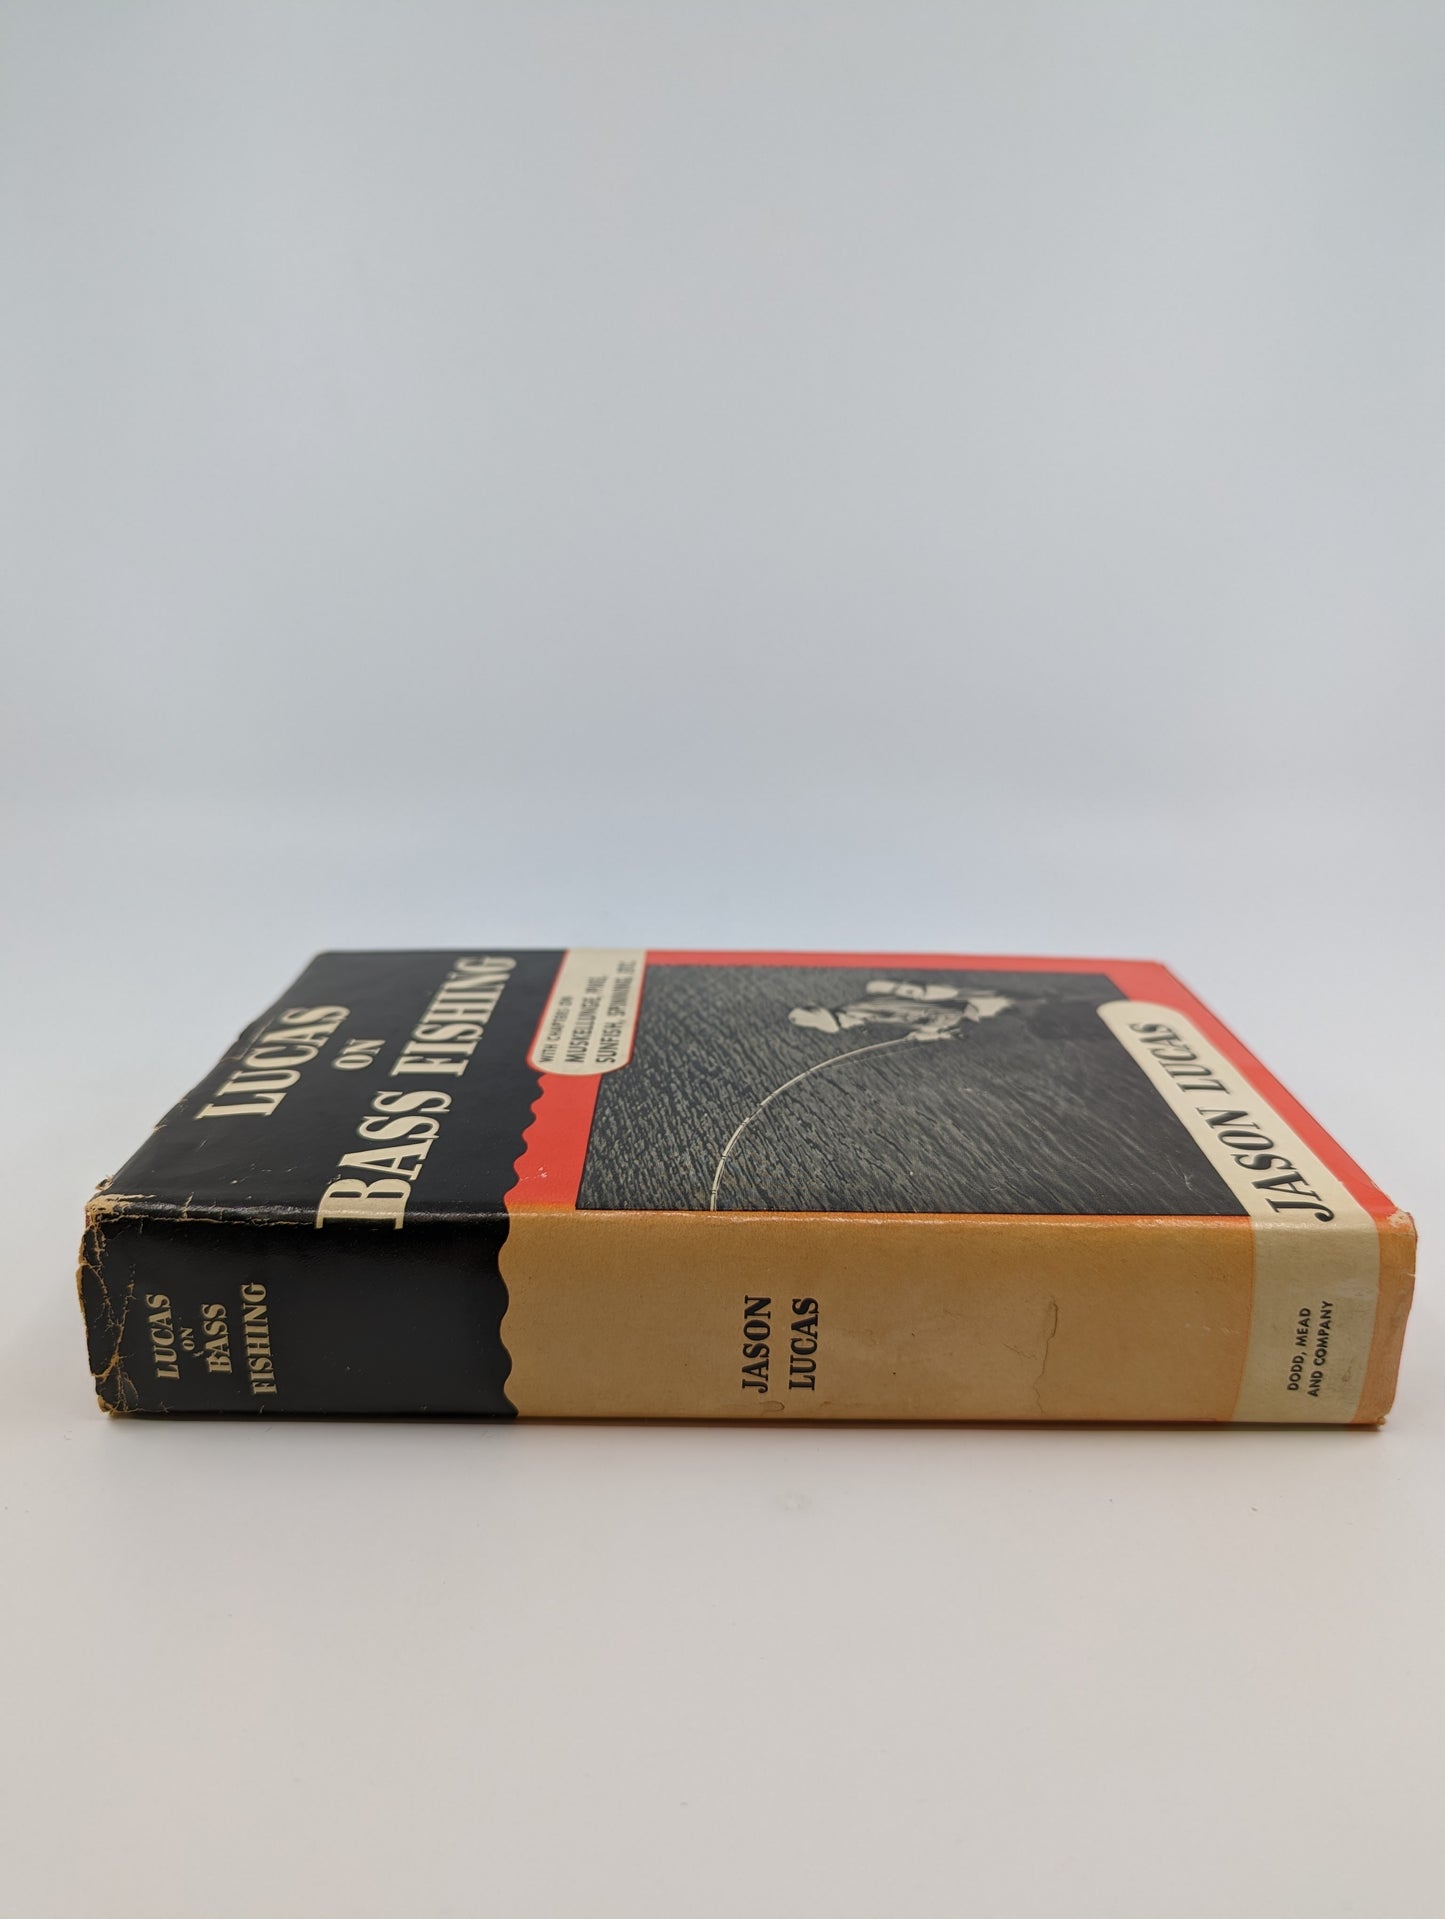 LUCAS
ON
BASS FISHING
WITH CHAPTERS ON
MUSKELLUNGE, PIKE,
SUNFISH, SPINNING, ETC.
JASON LUCAS
LUCAS
ON
BASS
FISHING
JASON
LUCAS
DODD, MEAD
AND COMPANY